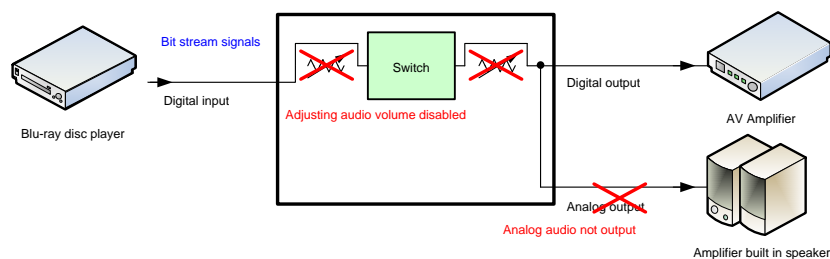 Bit stream signals
Switch
Digital input
Digital output
Blu-ray disc player
Adjusting audio volume disabled
AV Amplifier
Analog output
Analog audio not output
Amplifier built in speaker